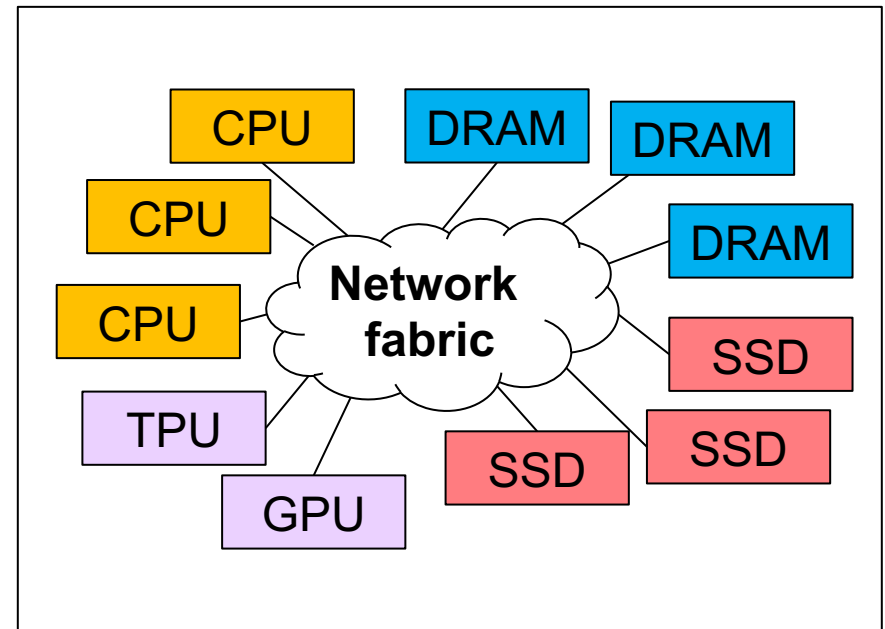 CPU
DRAM
DRAM
CPU
DRAM
Network
fabric
CPU
SSD
TPU
SSD
SSD
GPU